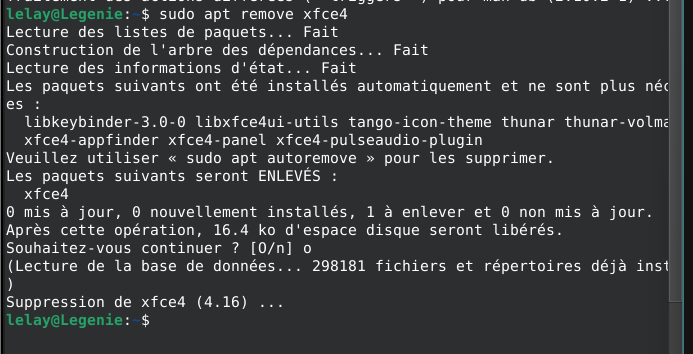 lelay@Legenie:~$ sudo apt remove xfce4
Lecture des listes de paquets... Fait
Construction de l'arbre des dépendances... Fait
Lecture des informations d'état... Fait
Les paquets suivants ont été installés automatiquement et ne sont plus néc
es :
  libkeybinder-3.0-0 libxfce4ui-utils tango-icon-theme thunar thunar-volma
  xfce4-appfinder xfce4-panel xfce4-pulseaudio-plugin
Veuillez utiliser « sudo apt autoremove » pour les supprimer.
Les paquets suivants seront ENLEVÉS :
  xfce4
0 mis à jour, 0 nouvellement installés, 1 à enlever et 0 non mis à jour.
Après cette opération, 16.4 ko d'espace disque seront libérés.
Souhaitez-vous continuer ? [O/n] o
(Lecture de la base de données... 298181 fichiers et répertoires déjà inst
)
Suppression de xfce4 (4.16) ...
lelay@Legenie:~$